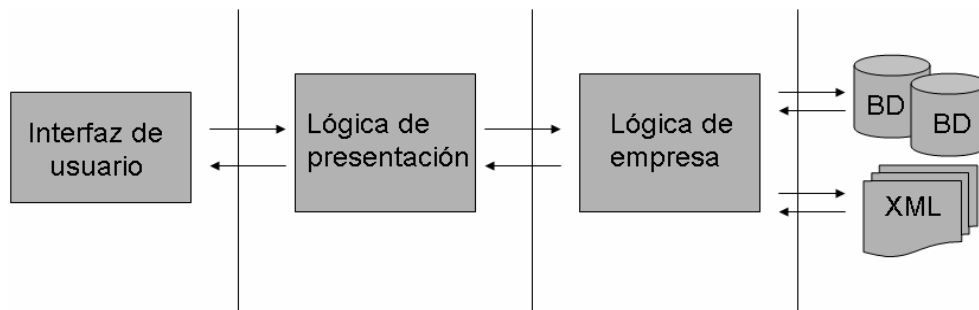 Interfaz de
usuario
Lógica de
presentación
Lógica de
empresa
BD
BD
XML